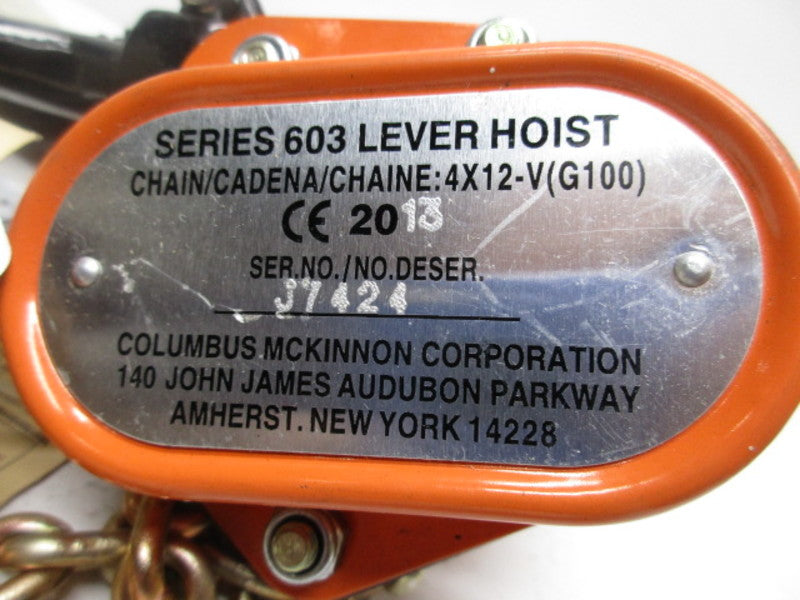 SERIES 603 LEVER HOIST
CHAIN/CADENA/CHAINE:4X12-V(G100)
CE 2013
SER.NO./NO.DESER.
J7424
COLUMBUS MCKINNON CORPORATION
140 JOHN JAMES AUDUBON PARKWAY
AMHERST. NEW YORK 14228